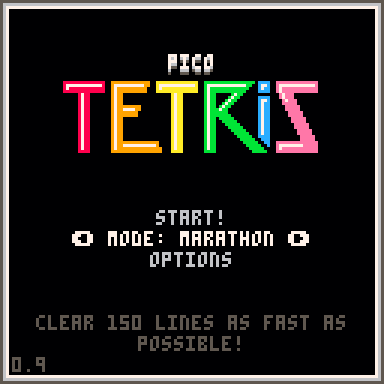 PICO
TETRiS
START!
MODE: MARATHON
OPTIONS
CLEAR 150 LINES AS FAST AS
POSSIBLE!
0.9